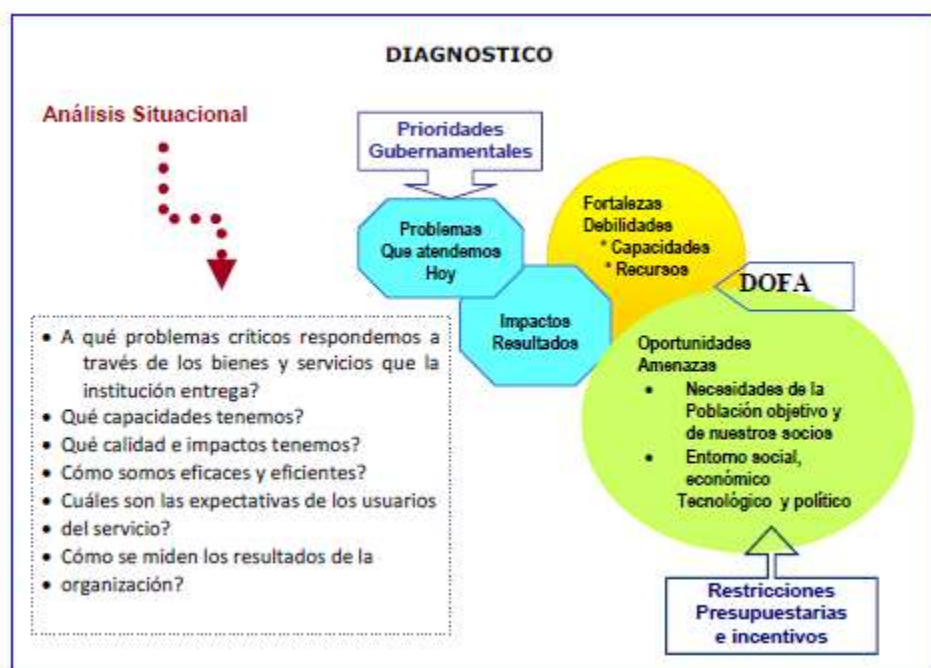 DIAGNOSTICO
Análisis Situacional
Prioridades
Gubernamentales
Problemas
Que atendemos
Hoy
Fortalezas
Debilidades
* Capacidades
* Recursos
DOFA
Impactos
Resultados
Oportunidades
Amenazas
• Necesidades de la
Población objetivo y
de nuestros socios
• Entorno social,
económico
Tecnológico y político
Restricciones
Presupuestarias
e incentivos
• A qué problemas críticos respondemos a
través de los bienes y servicios que la
institución entrega?
• Qué capacidades tenemos?
• Qué calidad e impactos tenemos?
• Cómo somos eficaces y eficientes?
• Cuáles son las expectativas de los usuarios
• del servicio?
• Cómo se miden los resultados de la
• organización?